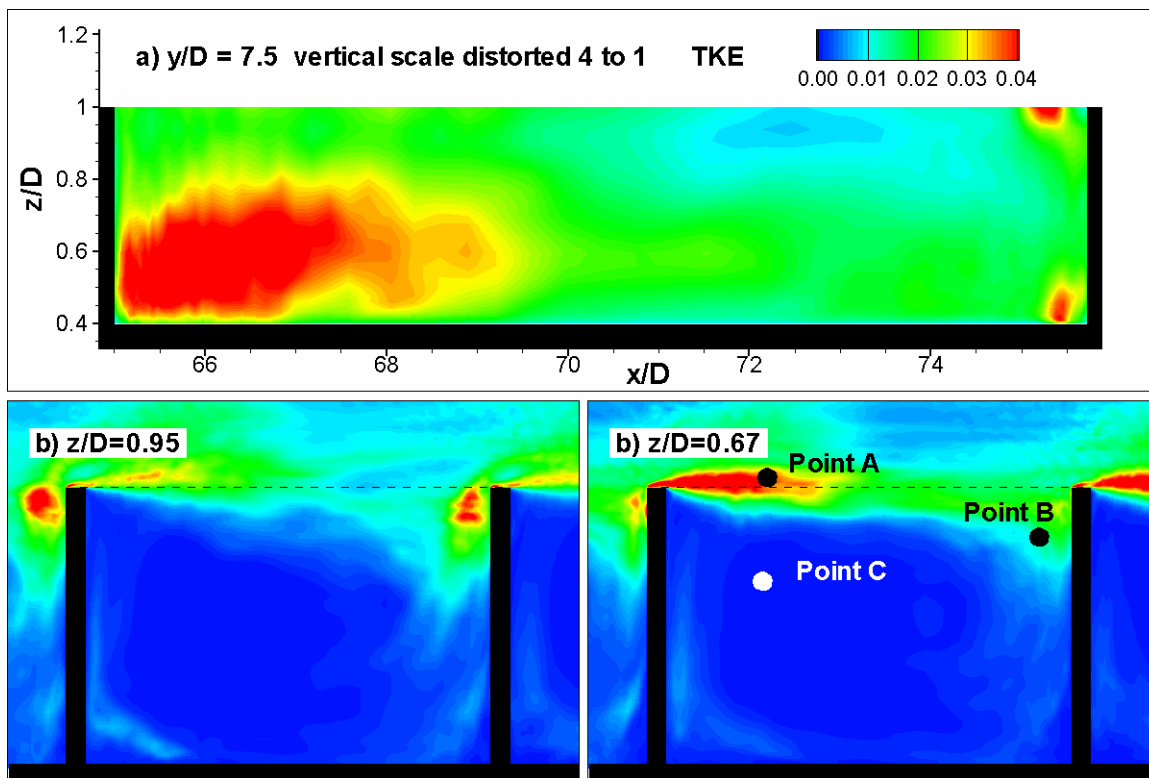 a) y/D = 7.5 vertical scale distorted 4 to 1 TKE
0.00 0.01 0.02 0.03 0.04
1.2
1
0.8
0.6
0.4
z/D
66 68 70 72 74
x/D
b) z/D=0.95
b) z/D=0.67
Point A
Point B
Point C